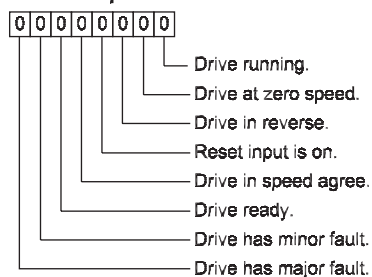 0 0 0 0 0 0 0 0
Drive running.
Drive at zero speed.
Drive in reverse.
Reset input is on.
Drive in speed agree.
Drive ready.
Drive has minor fault.
Drive has major fault.